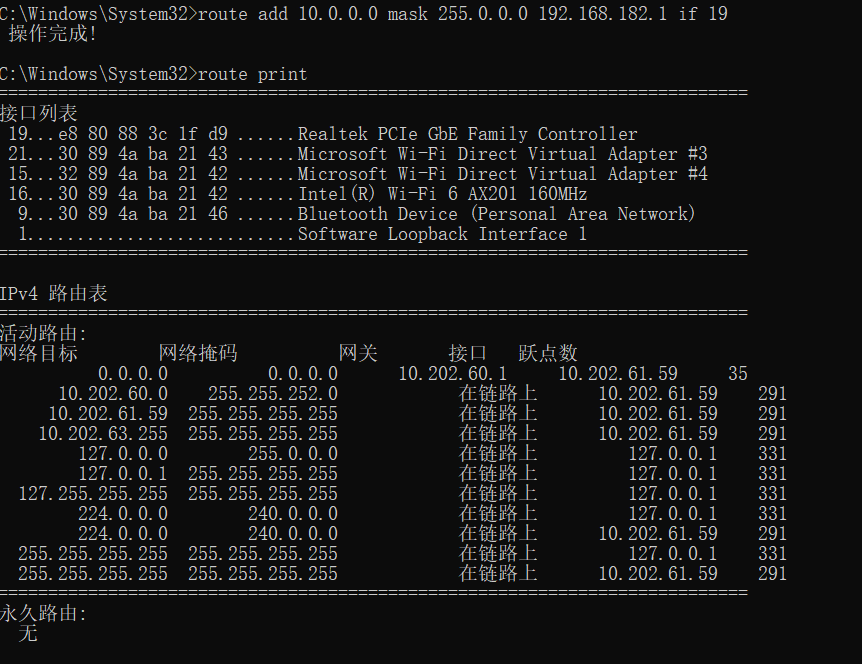 C:\Windows\System32>route add 10.0.0.0 mask 255.0.0.0 192.168.182.1 if 19
操作完成!
C:\Windows\System32>route print
===========================================================================
接口列表
19...e8 80 88 3c 1f d9 ......Realtek PCIe GbE Family Controller
21...30 89 4a ba 21 43 ......Microsoft Wi-Fi Direct Virtual Adapter #3
15...32 89 4a ba 21 42 ......Microsoft Wi-Fi Direct Virtual Adapter #4
16...30 89 4a ba 21 42 ......Intel(R) Wi-Fi 6 AX201 160MHz
9...30 89 4a ba 21 46 ......Bluetooth Device (Personal Area Network)
1...........................Software Loopback Interface 1
===========================================================================
IPv4 路由表
===========================================================================
活动路由:
网络目标 网络掩码 网关 接口 跃点数
0.0.0.0 0.0.0.0 10.202.60.1 10.202.61.59 35
10.202.60.0 255.255.252.0 在链路上 10.202.61.59 291
10.202.61.59 255.255.255.255 在链路上 10.202.61.59 291
10.202.63.255 255.255.255.255 在链路上 10.202.61.59 291
127.0.0.0 255.0.0.0 在链路上 127.0.0.1 331
127.0.0.1 255.255.255.255 在链路上 127.0.0.1 331
127.255.255.255 255.255.255.255 在链路上 127.0.0.1 331
224.0.0.0 240.0.0.0 在链路上 127.0.0.1 331
224.0.0.0 240.0.0.0 在链路上 10.202.61.59 291
255.255.255.255 255.255.255.255 在链路上 127.0.0.1 331
255.255.255.255 255.255.255.255 在链路上 10.202.61.59 291
===========================================================================
永久路由:
无